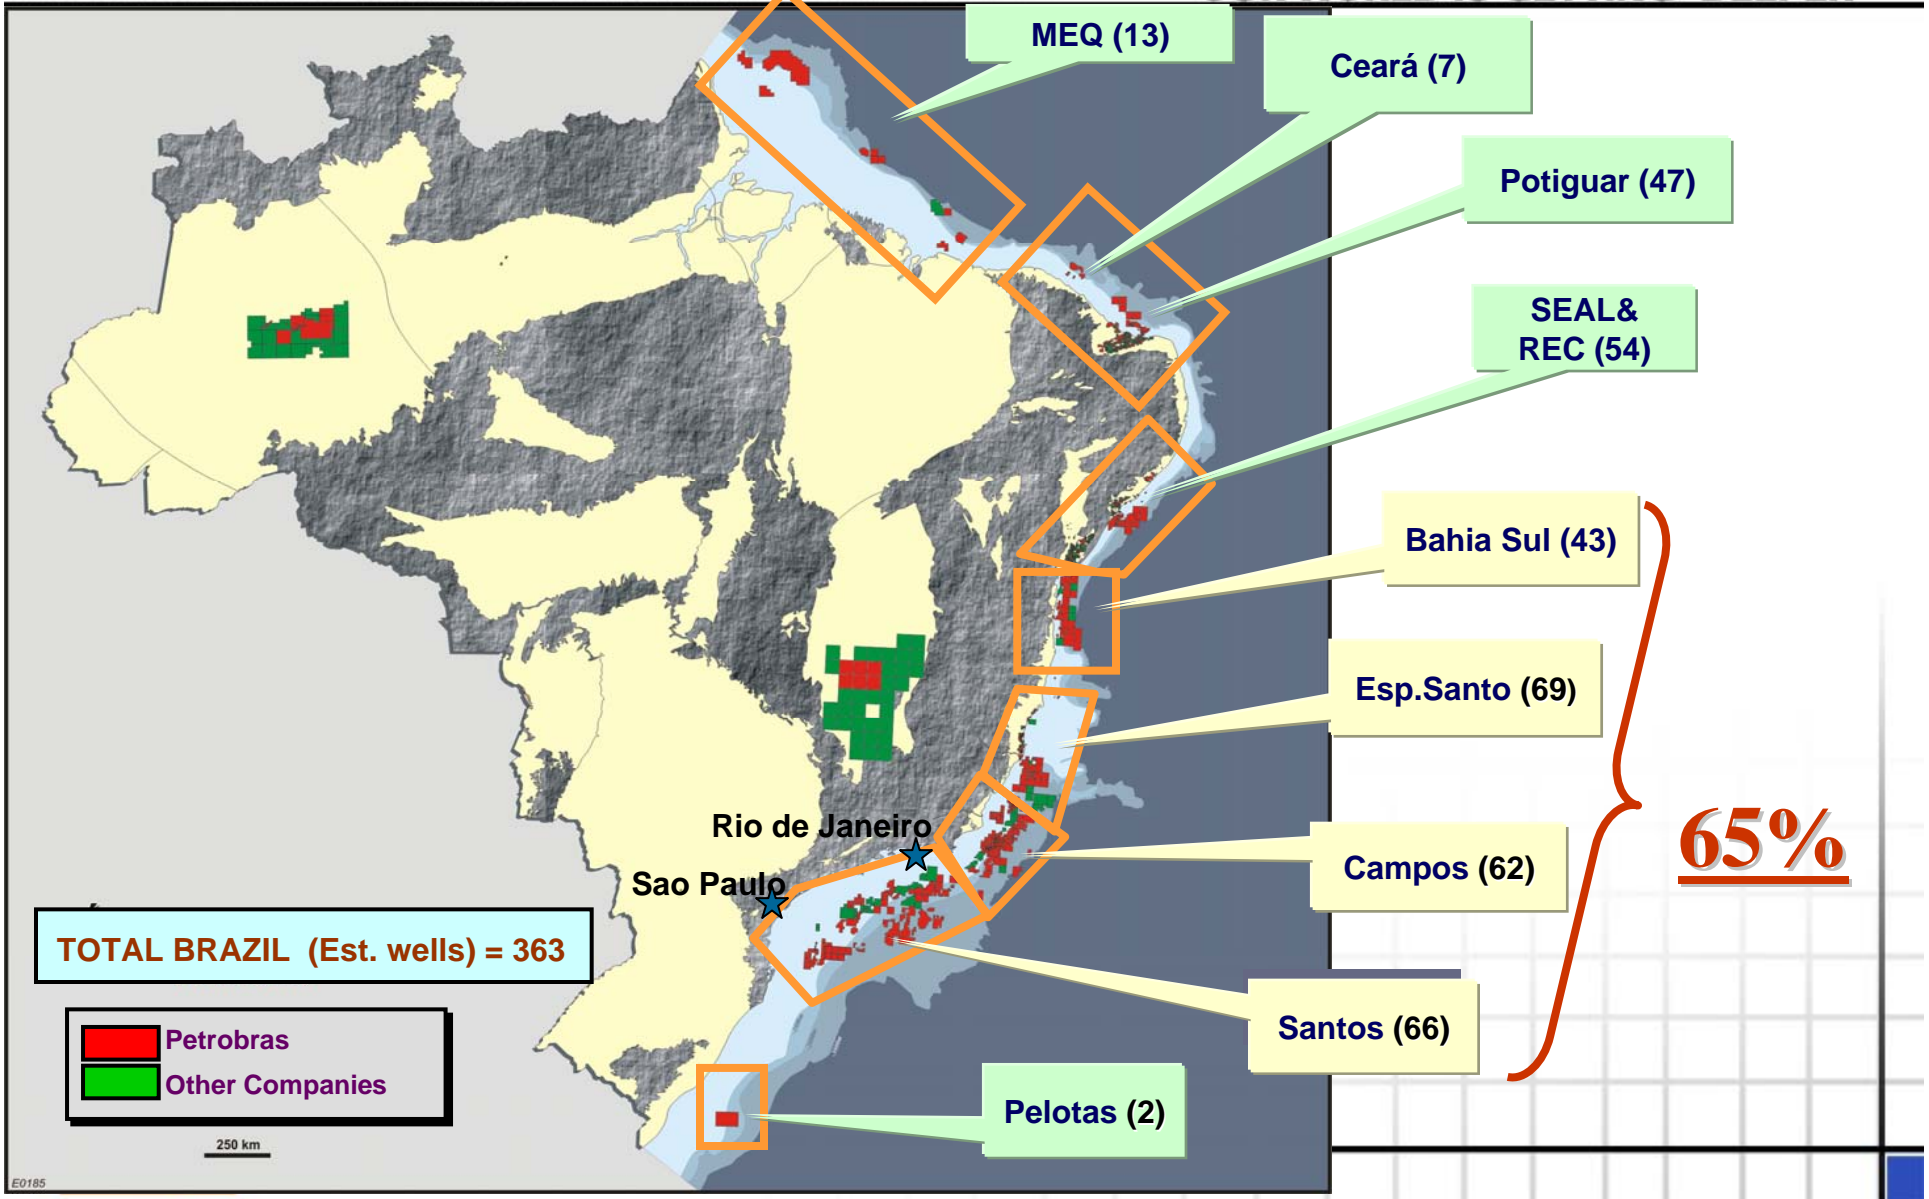 MEQ (13)
Ceará (7)
Potiguar (47)
SEAL&
REC (54)
Bahia Sul (43)
Esp.Santo (69)
65%
Rio de Janeiro
Campos (62)
Sao Paulo
TOTAL BRAZIL (Est. wells) = 363
Santos (66)
Petrobras
Other Companies
Pelotas (2)
250 km
E0185